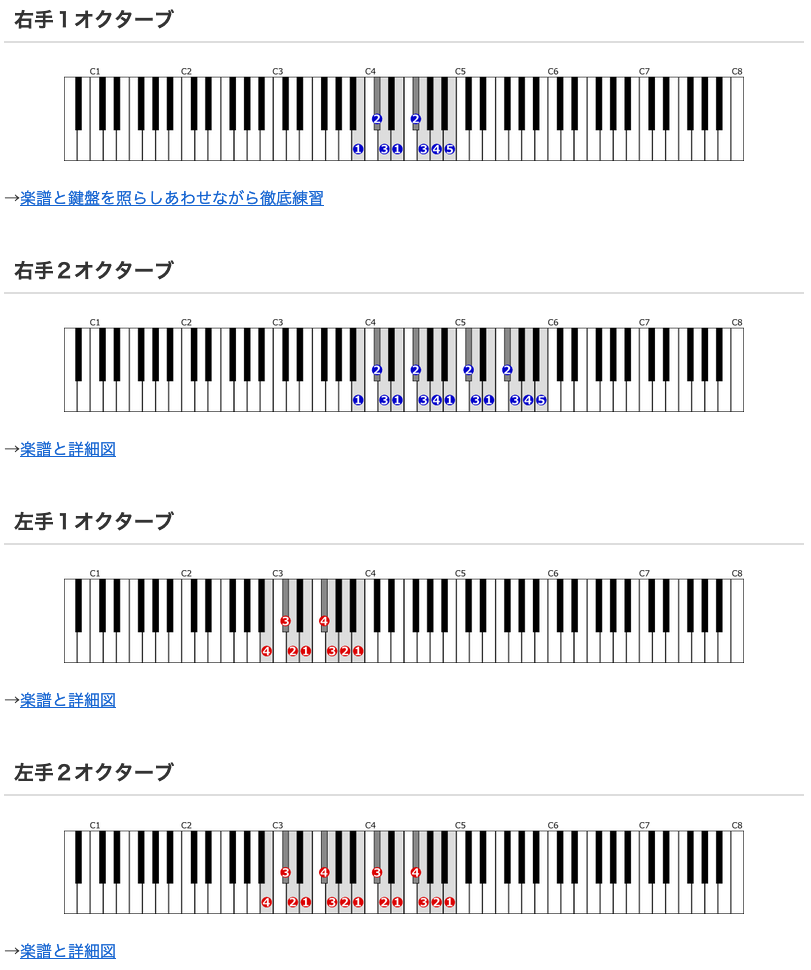 右手１オクターブ
C1 C2 C3 C4 C5 C6 C7 C8
2 2
1 3 1 3 4 5
→楽譜と鍵盤を照らしあわせながら徹底練習
右手２オクターブ
C1 C2 C3 C4 C5 C6 C7 C8
2 2 2 2
1 3 1 3 4 1 3 1 3 4 5
→楽譜と詳細図
左手１オクターブ
C1 C2 C3 C4 C5 C6 C7 C8
3 4
4 2 1 3 2 1
→楽譜と詳細図
左手２オクターブ
C1 C2 C3 C4 C5 C6 C7 C8
3 4 3 4
4 2 1 3 2 1 2 1 3 2 1
→楽譜と詳細図